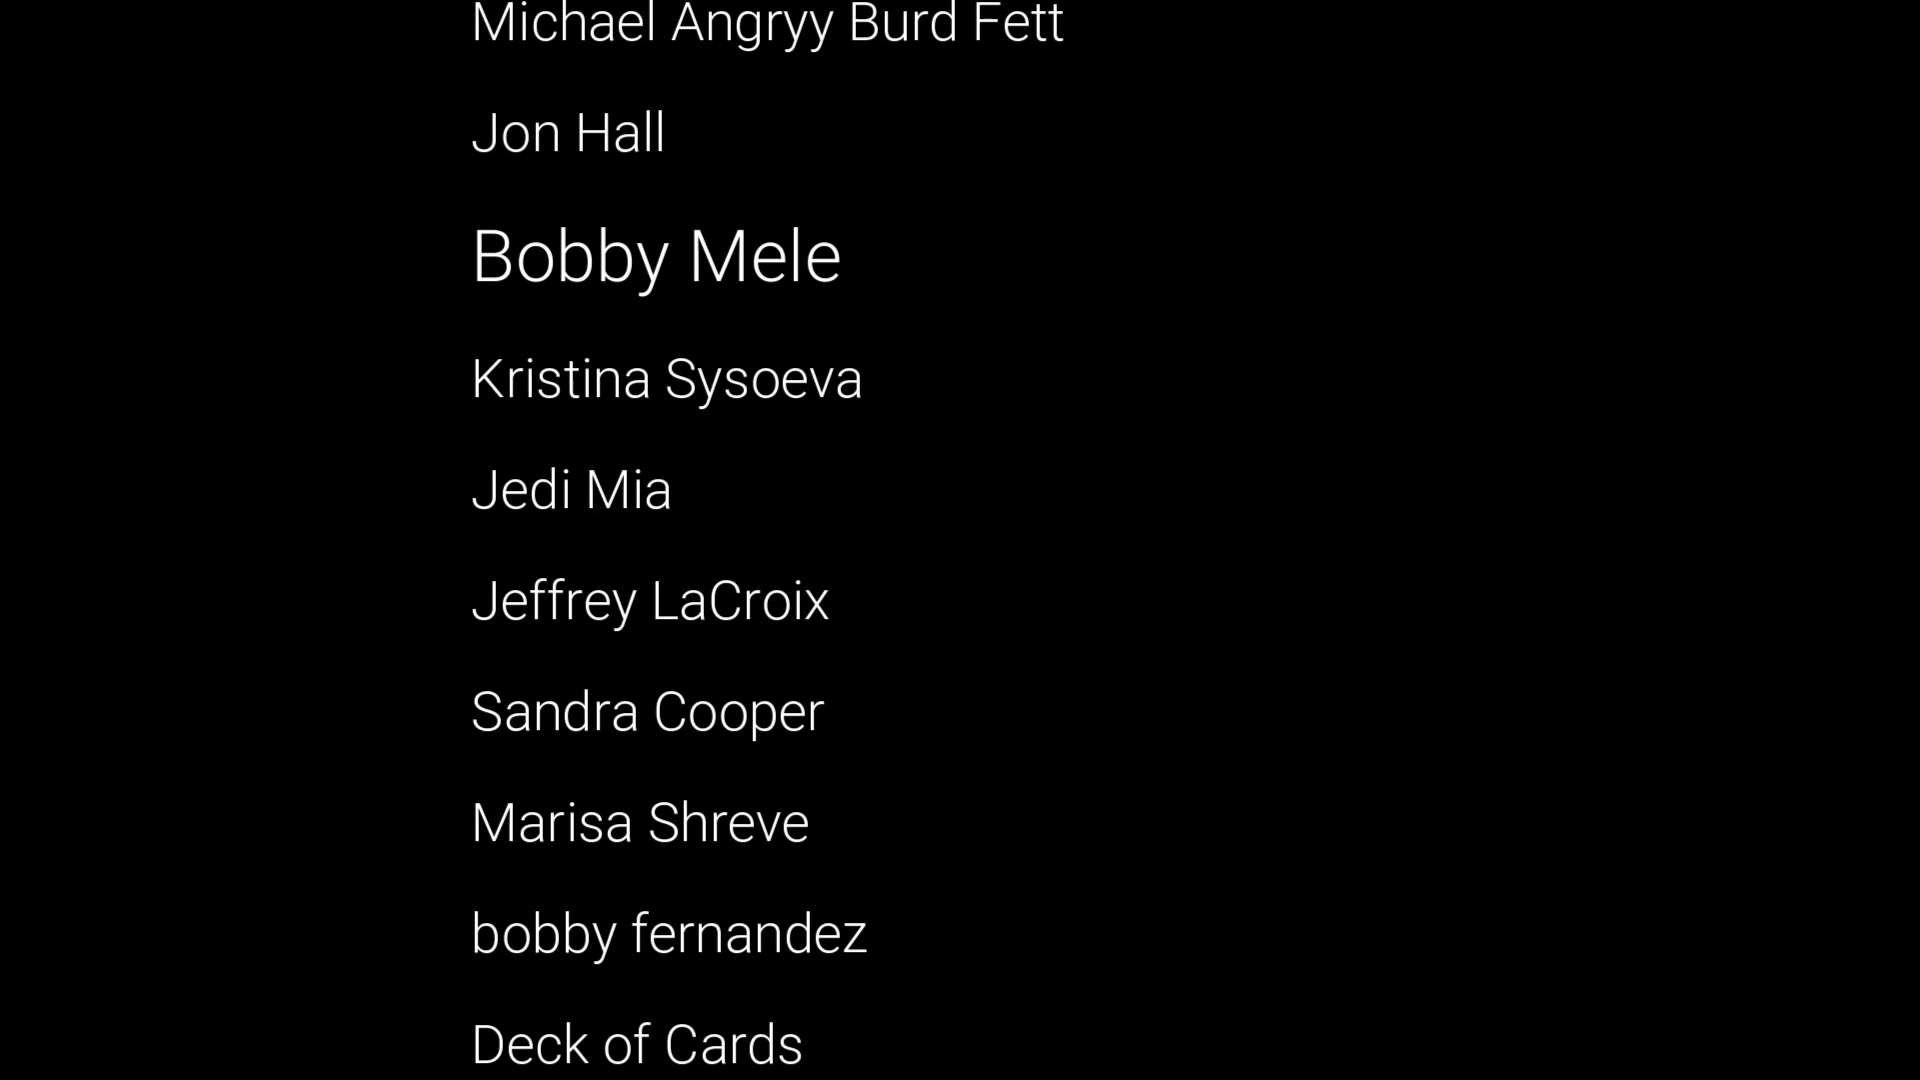 Michael Angryy Burd Fett
Jon Hall
Bobby Mele
Kristina Sysoeva
Jedi Mia
Jeffrey LaCroix
Sandra Cooper
Marisa Shreve
bobby fernandez
Deck of Cards